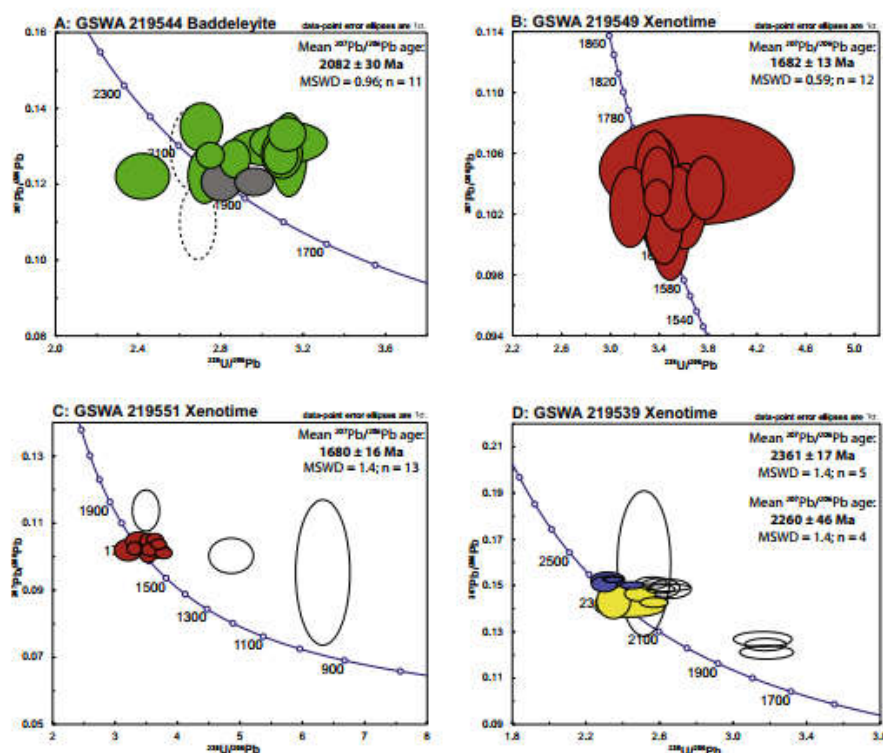 A: GSWA 219544 Baddeleyite
data-point error ellipses are 1σ.
Mean ²⁰⁷Pb/²⁰⁶Pb age:
2082 ± 30 Ma
MSWD = 0.96; n = 11
0.16
0.14
0.12
0.10
0.08
2300
2100
1900
1700
2.0
2.4
2.8
3.2
3.6
²⁰⁷Pb/²⁰⁶Pb
²³⁸U/²⁰⁶Pb
B: GSWA 219549 Xenotime
data-point error ellipses are 1σ.
Mean ²⁰⁷Pb/²⁰⁶Pb age:
1682 ± 13 Ma
MSWD = 0.59; n = 12
0.114
0.110
0.106
0.102
0.098
0.094
1860
1820
1780
1580
1540
2.2
2.6
3.0
3.4
3.8
4.2
4.6
5.0
²⁰⁷Pb/²⁰⁶Pb
²³⁸U/²⁰⁶Pb
C: GSWA 219551 Xenotime
data-point error ellipses are 1σ.
Mean ²⁰⁷Pb/²⁰⁶Pb age:
1680 ± 16 Ma
MSWD = 1.4; n = 13
0.13
0.11
0.09
0.07
0.05
1900
1500
1300
1100
900
2
3
4
5
6
7
8
²⁰⁷Pb/²⁰⁶Pb
²³⁸U/²⁰⁶Pb
D: GSWA 219539 Xenotime
data-point error ellipses are 1σ.
Mean ²⁰⁷Pb/²⁰⁶Pb age:
2361 ± 17 Ma
MSWD = 1.4; n = 5
Mean ²⁰⁷Pb/²⁰⁶Pb age:
2260 ± 46 Ma
MSWD = 1.4; n = 4
0.21
0.19
0.17
0.15
0.13
0.11
0.09
2500
2100
1900
1700
1.8
2.2
2.6
3.0
3.4
3.8
²⁰⁷Pb/²⁰⁶Pb
²³⁸U/²⁰⁶Pb